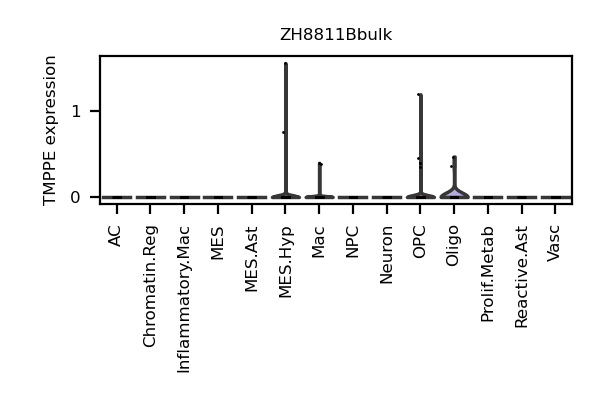 ZH8811Bbulk
TMPPE expression
1
0
AC
Chromatin.Reg
Inflammatory.Mac
MES
MES.Ast
MES.Hyp
Mac
NPC
Neuron
OPC
Oligo
Prolif.Metab
Reactive.Ast
Vasc